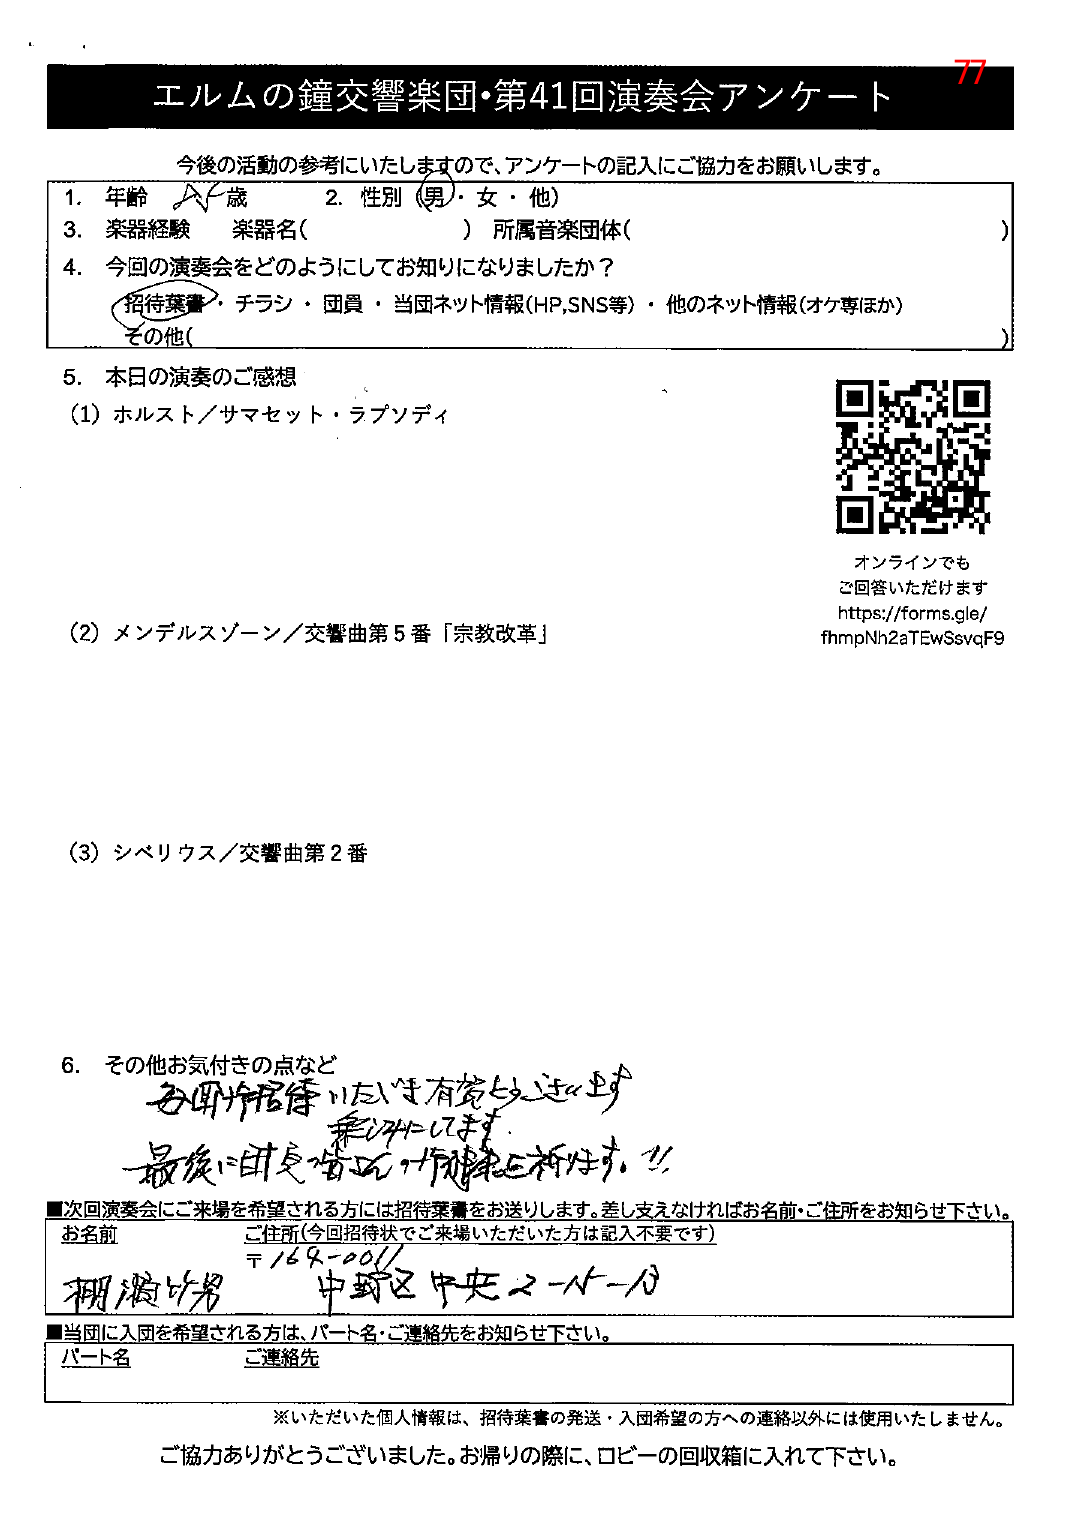 77
エルムの鐘交響楽団・第41回演奏会アンケート
今後の活動の参考にいたしますので、アンケートの記入にご協力をお願いします。
1. 年齢 歳 2. 性別（男・女・他）
3. 楽器経験 楽器名( ) 所属音楽団体( )
4. 今回の演奏会をどのようにしてお知りになりましたか？
招待葉書・チラシ・団員・当団ネット情報(HP,SNS等)・他のネット情報(オケ専ほか)
その他( )
5. 本日の演奏のご感想
（1）ホルスト／サマセット・ラプソディ
オンラインでも
ご回答いただけます
https://forms.gle/
fhmpNh2aTEwSsvqF9
（2）メンデルスゾーン／交響曲第５番「宗教改革」
（3）シベリウス／交響曲第２番
6. その他お気付きの点など
毎回御招待いただき有難とうございます
楽しみにしてます.
最後に団員の皆さんの健康を祈ります。!!
■次回演奏会にご来場を希望される方には招待葉書をお送りします。差し支えなければお名前・ご住所をお知らせ下さい。
お名前 ご住所(今回招待状でご来場いただいた方は記入不要です)
〒164-0011
男 中野区中央2-15-13
■当団に入団を希望される方は、パート名・ご連絡先をお知らせ下さい。
パート名 ご連絡先
※いただいた個人情報は、招待葉書の発送・入団希望の方への連絡以外には使用いたしません。
ご協力ありがとうございました。お帰りの際に、ロビーの回収箱に入れて下さい。